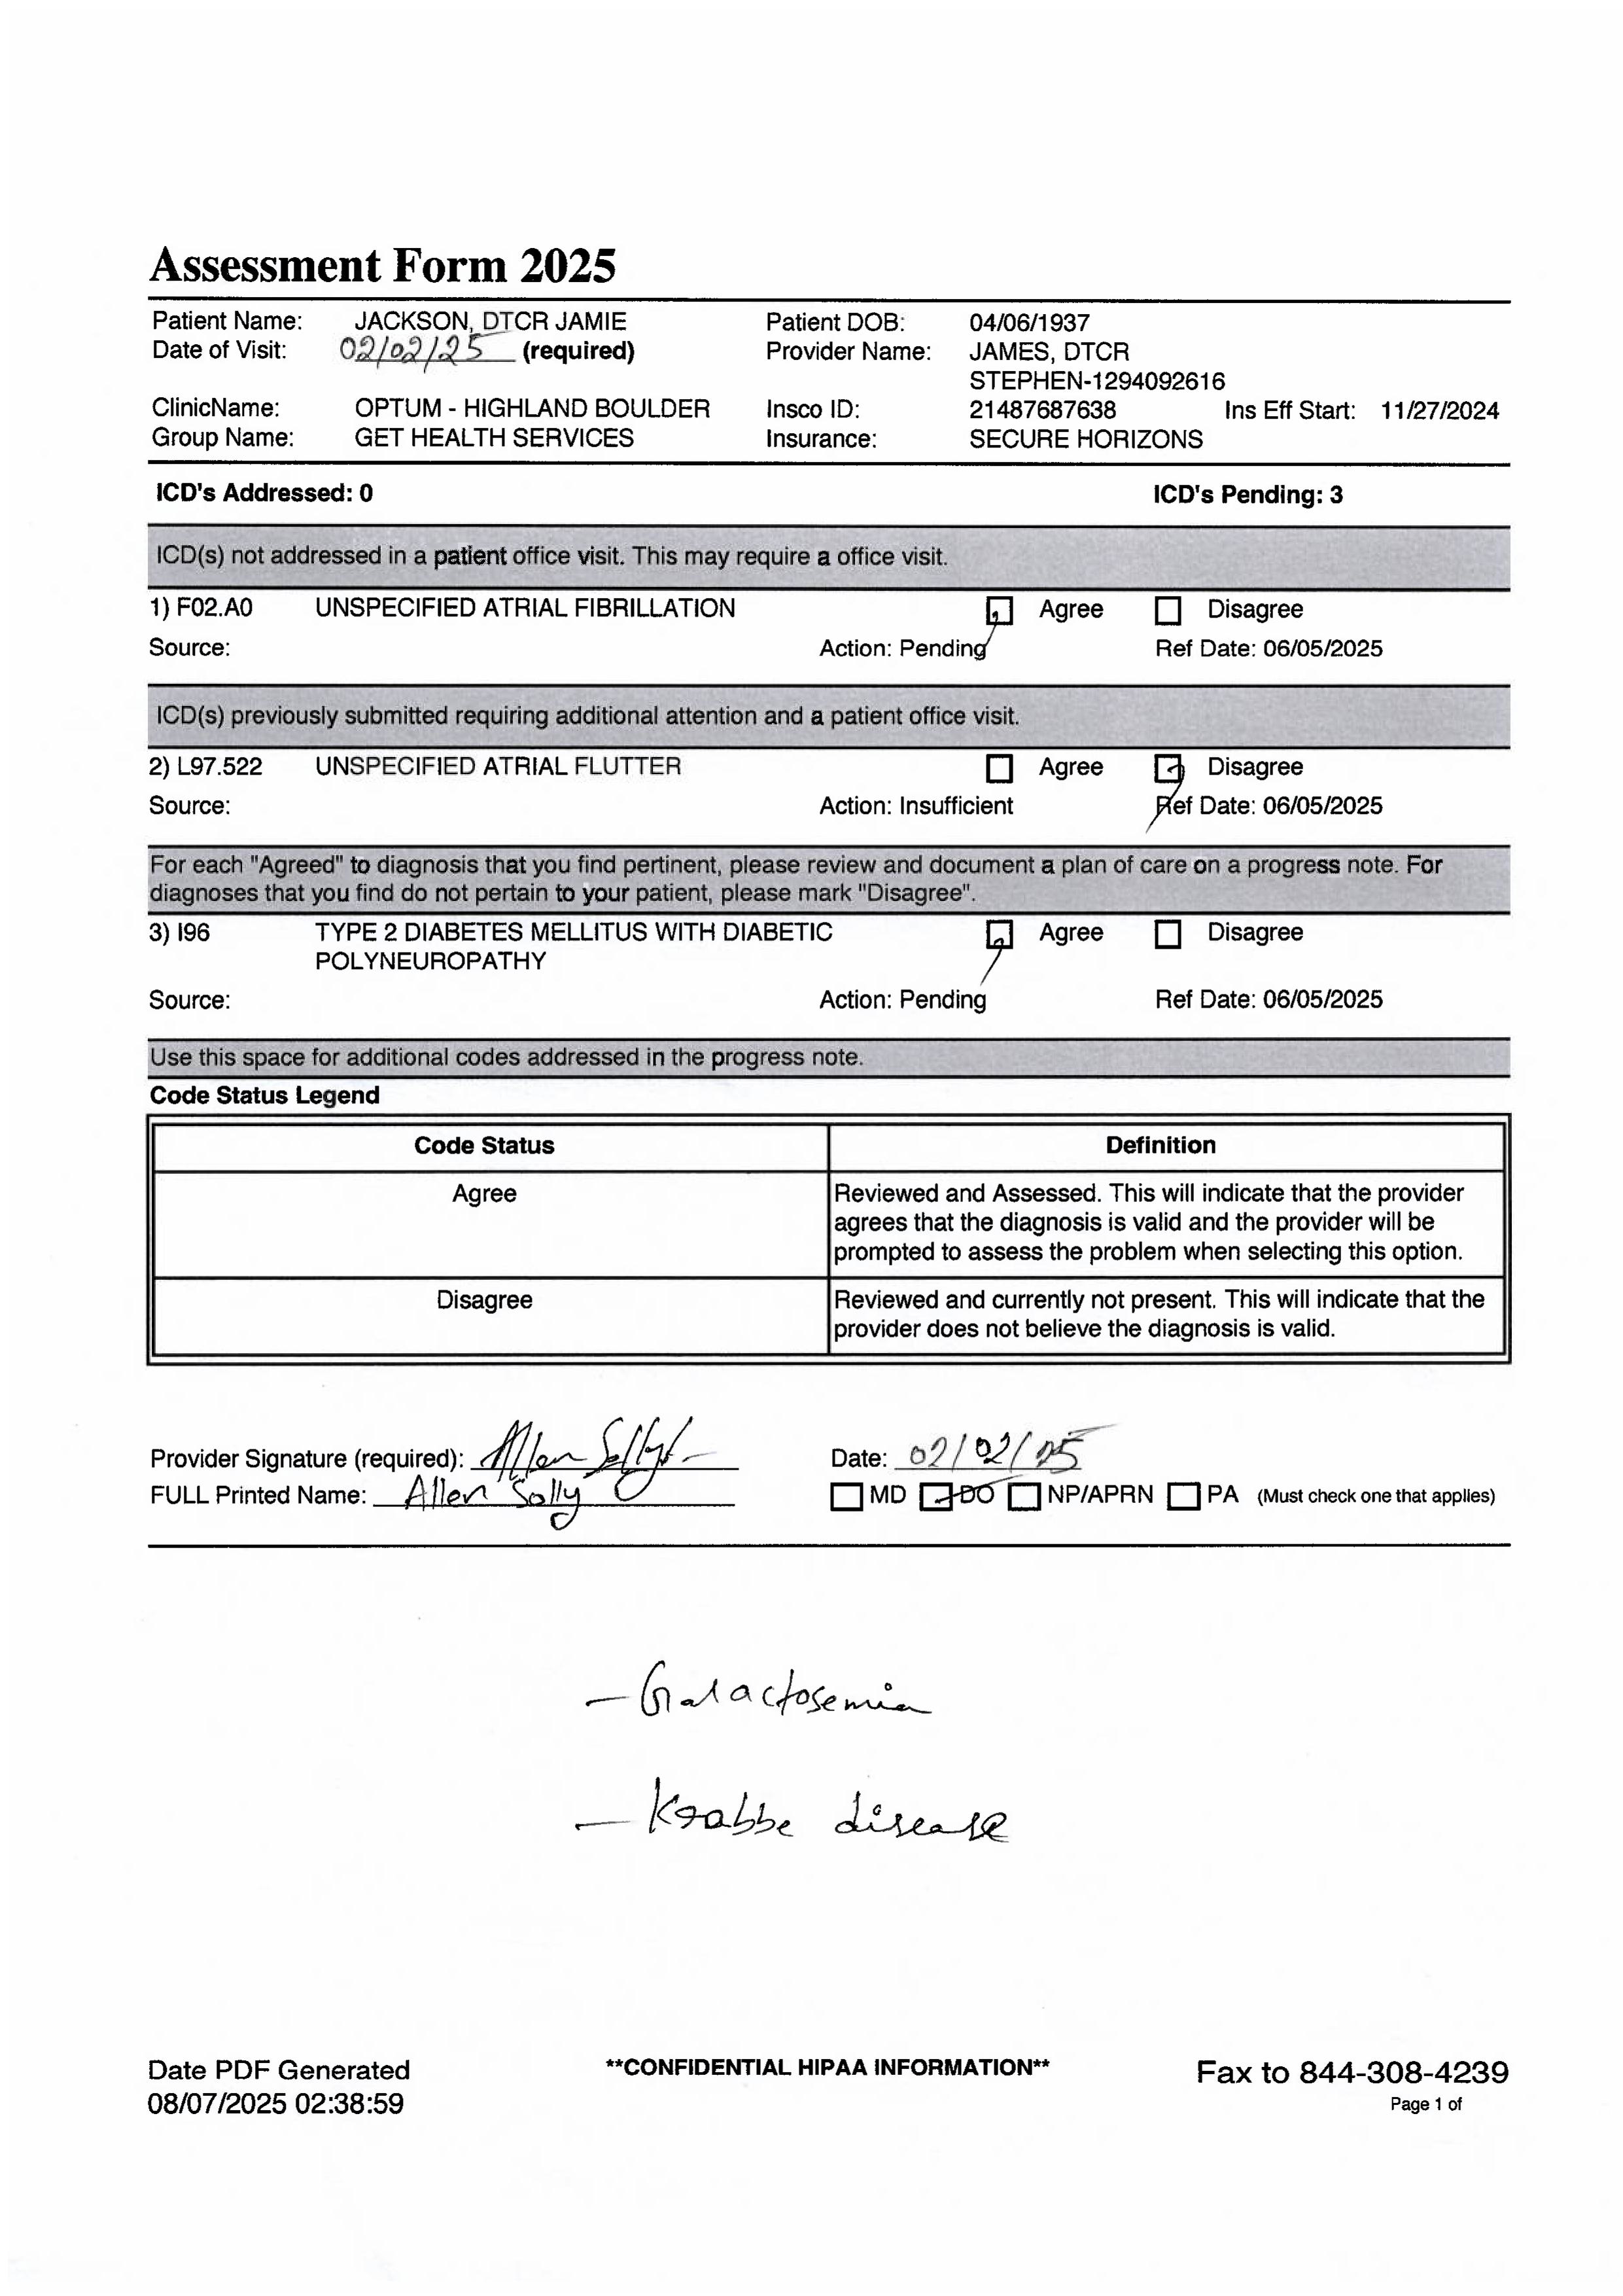 Assessment Form 2025
Patient Name: JACKSON, DTCR JAMIE Patient DOB: 04/06/1937
Date of Visit: 02/02/25 (required) Provider Name: JAMES, DTCR
STEPHEN-1294092616
ClinicName: OPTUM - HIGHLAND BOULDER Insco ID: 21487687638 Ins Eff Start: 11/27/2024
Group Name: GET HEALTH SERVICES Insurance: SECURE HORIZONS
ICD's Addressed: 0 ICD's Pending: 3
ICD(s) not addressed in a patient office visit. This may require a office visit.
1) F02.A0 UNSPECIFIED ATRIAL FIBRILLATION Agree Disagree
Source: Action: Pending Ref Date: 06/05/2025
ICD(s) previously submitted requiring additional attention and a patient office visit.
2) L97.522 UNSPECIFIED ATRIAL FLUTTER Agree Disagree
Source: Action: Insufficient Ref Date: 06/05/2025
For each "Agreed" to diagnosis that you find pertinent, please review and document a plan of care on a progress note. For
diagnoses that you find do not pertain to your patient, please mark "Disagree".
3) I96 TYPE 2 DIABETES MELLITUS WITH DIABETIC Agree Disagree
POLYNEUROPATHY
Source: Action: Pending Ref Date: 06/05/2025
Use this space for additional codes addressed in the progress note.
Code Status Legend
Code Status Definition
Agree Reviewed and Assessed. This will indicate that the provider
agrees that the diagnosis is valid and the provider will be
prompted to assess the problem when selecting this option.
Disagree Reviewed and currently not present. This will indicate that the
provider does not believe the diagnosis is valid.
Provider Signature (required): Allen Solly Date: 02/02/25
FULL Printed Name: Allen Solly MD DO NP/APRN PA (Must check one that applies)
- Galactosemia
- Krabbe disease
Date PDF Generated **CONFIDENTIAL HIPAA INFORMATION** Fax to 844-308-4239
08/07/2025 02:38:59 Page 1 of